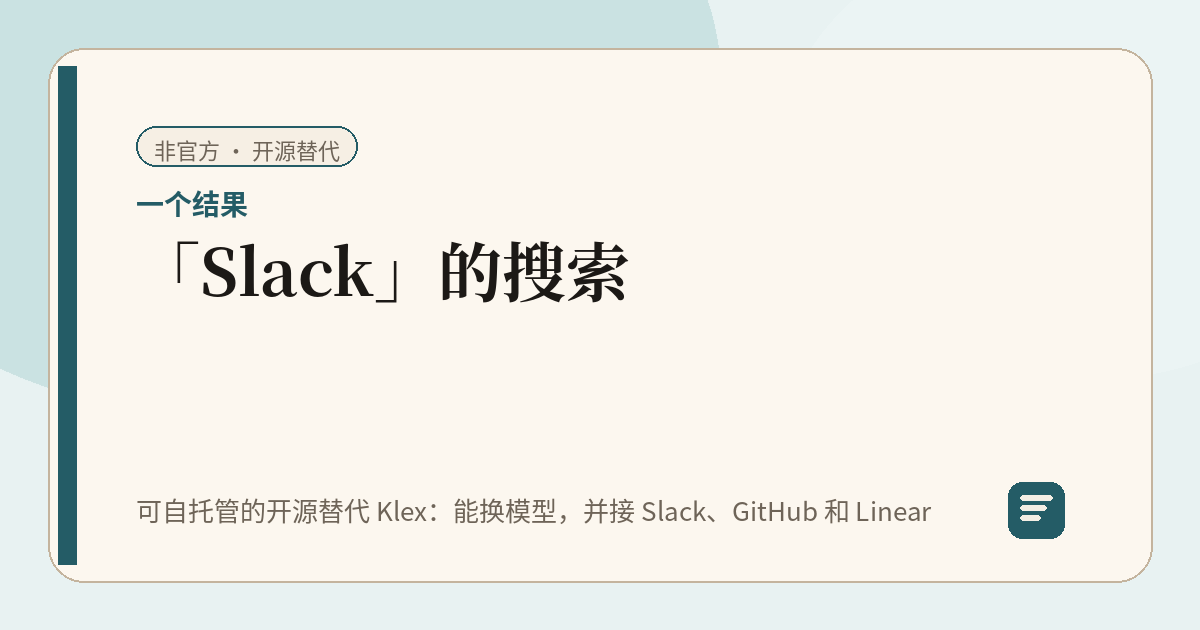 非官方 · 开源替代
一个结果
「Slack」的搜索
可自托管的开源替代 Klex：能换模型，并接 Slack、GitHub 和 Linear